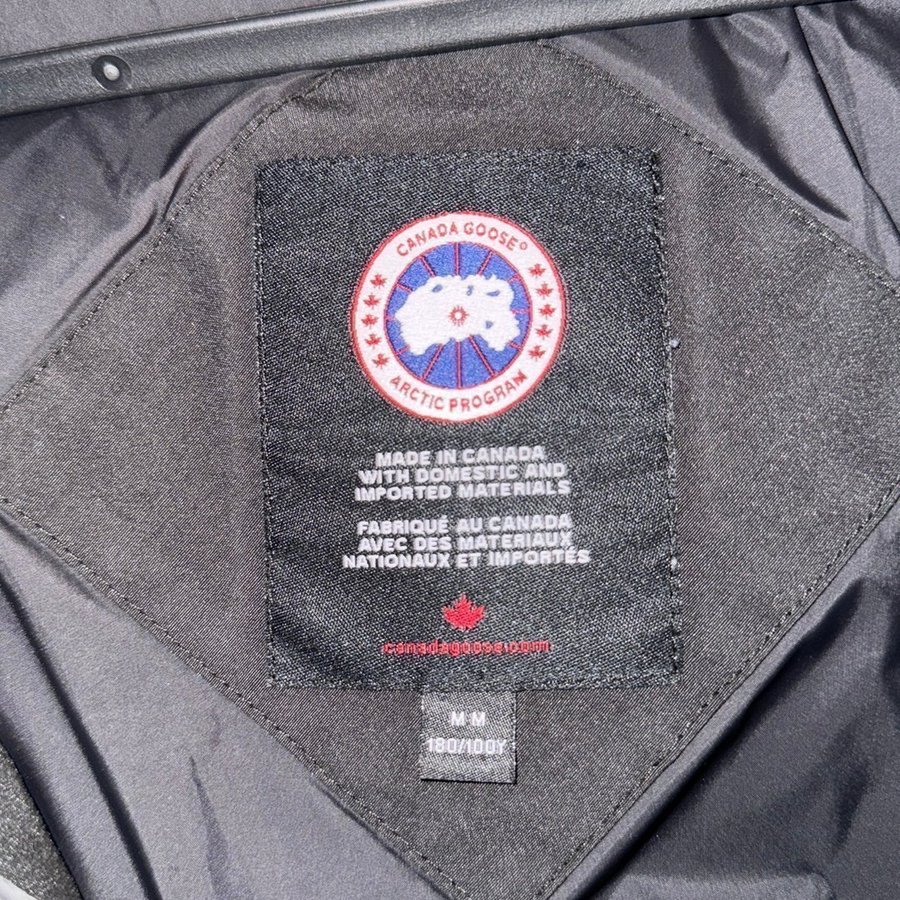 CANADA GOOSE®
ARCTIC PROGRAM
MADE IN CANADA
WITH DOMESTIC AND
IMPORTED MATERIALS
FABRIQUÉ AU CANADA
AVEC DES MATERIAUX
NATIONAUX ET IMPORTÉS
canadagoose.com
M M
180/100Y